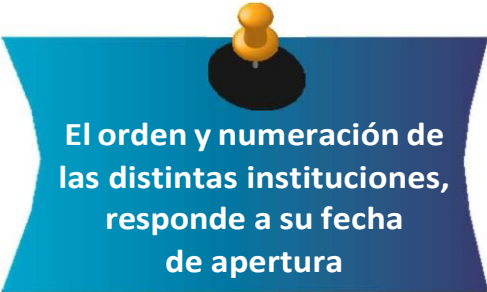 El orden y numeración de
las distintas instituciones,
responde a su fecha
de apertura